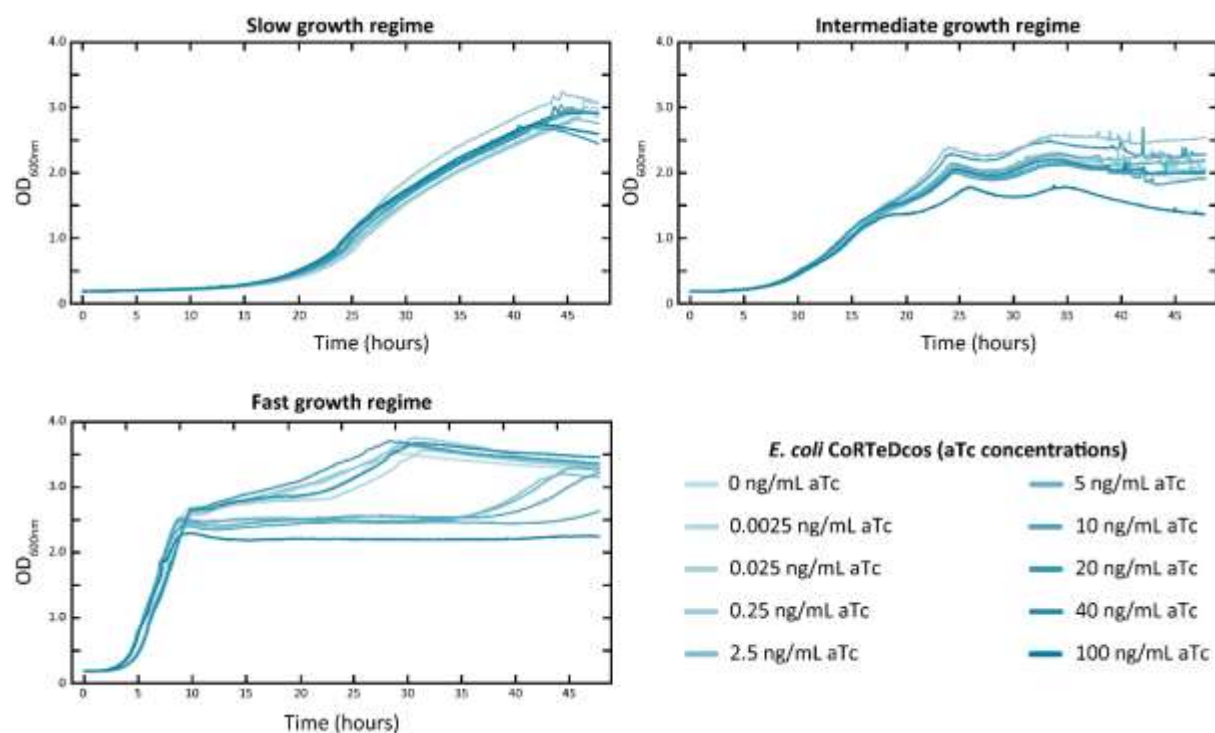 Slow growth regime
4.0
3.0
2.0
1.0
0
OD600nm
0 5 10 15 20 25 30 35 40 45
Time (hours)
Intermediate growth regime
4.0
3.0
2.0
1.0
0
OD600nm
0 5 10 15 20 25 30 35 40 45
Time (hours)
Fast growth regime
4.0
3.0
2.0
1.0
0
OD600nm
0 5 10 15 20 25 30 35 40 45
Time (hours)
E. coli CoRTeDcos (aTc concentrations)
0 ng/mL aTc
0.0025 ng/mL aTc
0.025 ng/mL aTc
0.25 ng/mL aTc
2.5 ng/mL aTc
5 ng/mL aTc
10 ng/mL aTc
20 ng/mL aTc
40 ng/mL aTc
100 ng/mL aTc